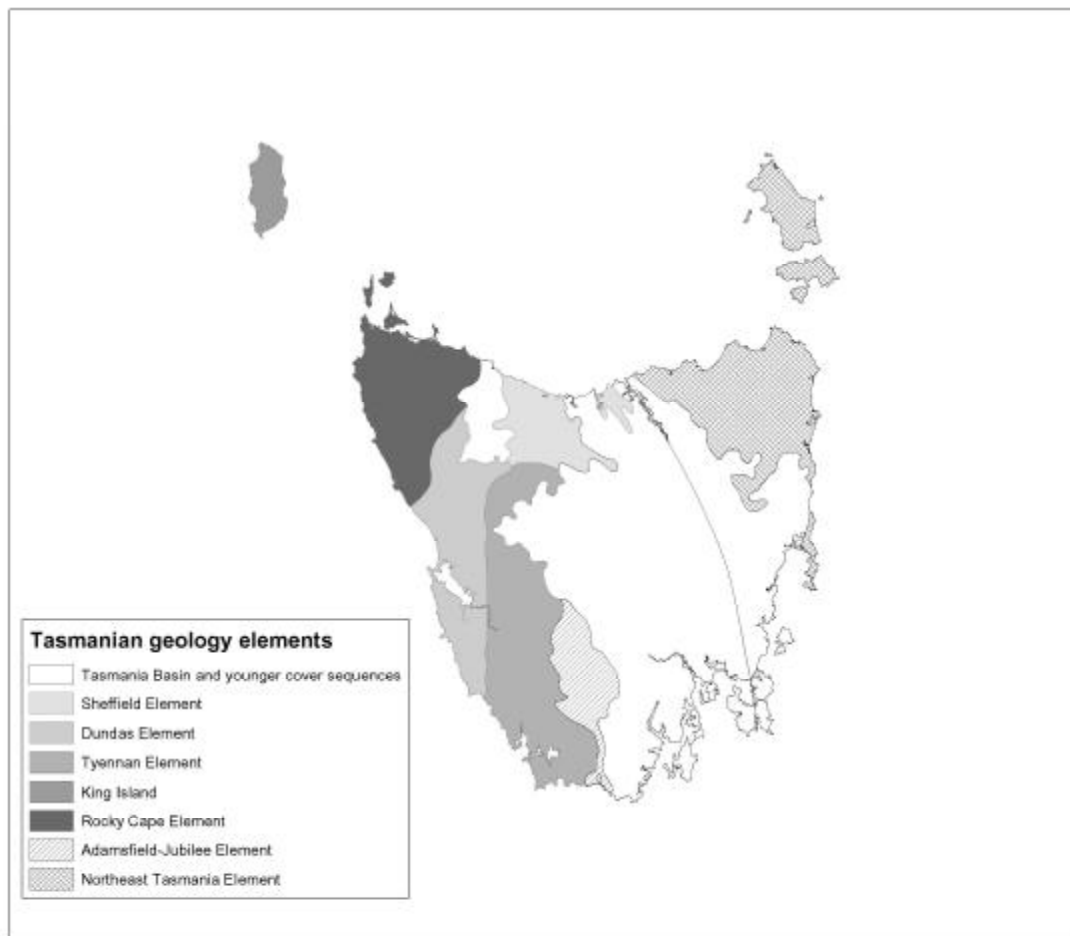 Tasmanian geology elements
Tasmania Basin and younger cover sequences
Sheffield Element
Dundas Element
Tyennan Element
King Island
Rocky Cape Element
Adamsfield-Jubilee Element
Northeast Tasmania Element